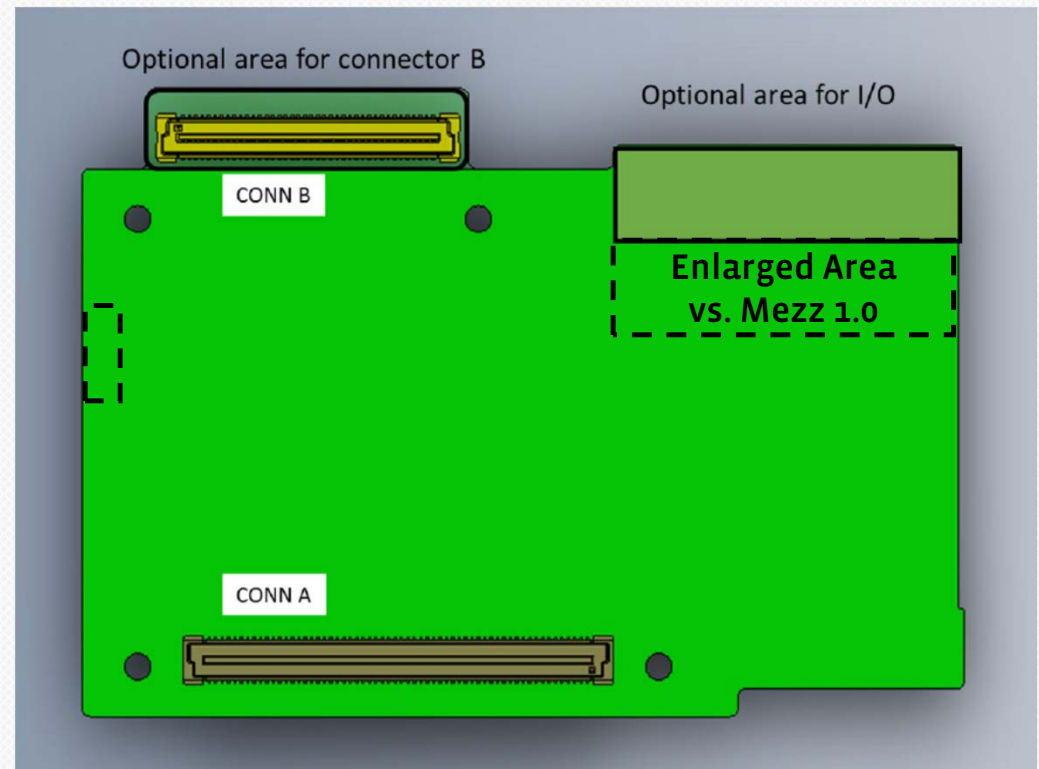 Optional area for connector B
Optional area for I/O
CONN B
Enlarged Area
vs. Mezz 1.0
CONN A